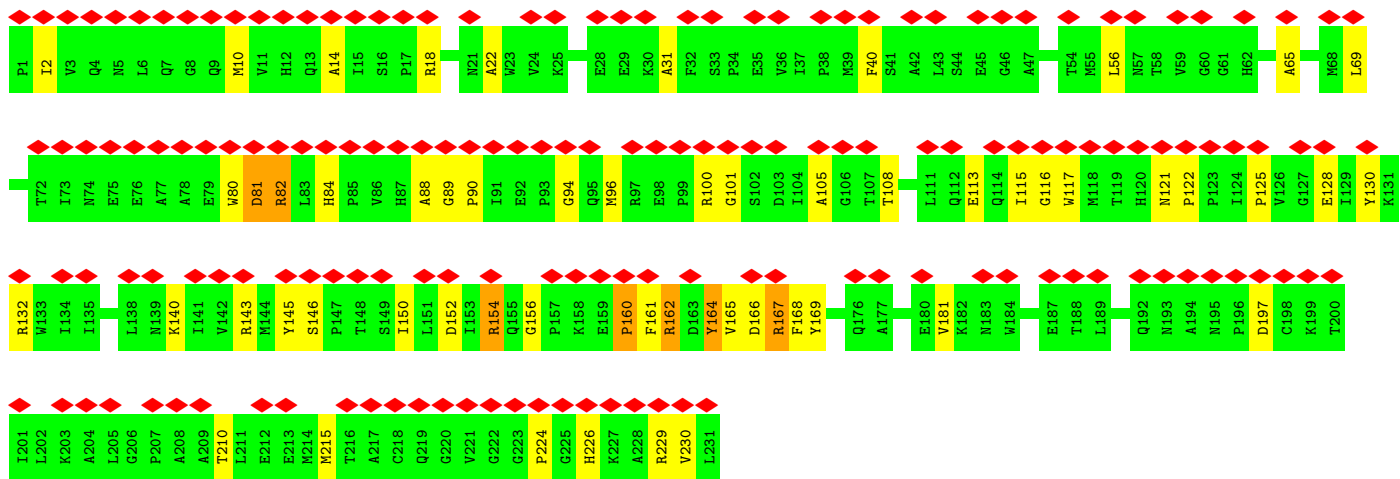 P1 I2 V3 Q4 N5 L6 Q7 G8 Q9 M10 V11 H12 Q13 A14 I15 S16 P17 R18 N21 A22 W23 V24 K25 E28 E29 K30 A31 F32 S33 P34 E35 V36 I37 P38 M39 F40 S41 A42 L43 S44 E45 G46 A47 T54 M55 L56 N57 T58 V59 G60 G61 H62 A65 M68 L69
T72 I73 N74 E75 E76 A77 A78 E79 W80 D81 R82 L83 H84 P85 V86 H87 A88 G89 P90 I91 E92 P93 G94 Q95 M96 R97 E98 P99 R100 G101 S102 D103 I104 A105 G106 T107 T108 L111 Q112 E113 Q114 I115 G116 W117 M118 T119 H120 N121 P122 P123 I124 P125 V126 G127 E128 I129 Y130 K131
R132 W133 I134 I135 L138 N139 K140 I141 V142 R143 M144 Y145 S146 P147 T148 S149 I150 L151 D152 I153 R154 Q155 G156 P157 K158 E159 P160 F161 R162 D163 Y164 V165 D166 R167 F168 Y169 Q176 A177 E180 V181 K182 N183 W184 E187 T188 L189 Q192 N193 A194 N195 P196 D197 C198 K199 T200
I201 L202 K203 A204 L205 G206 P207 A208 A209 T210 L211 E212 E213 M214 M215 T216 A217 C218 Q219 G220 V221 G222 G223 P224 G225 H226 K227 A228 R229 V230 L231